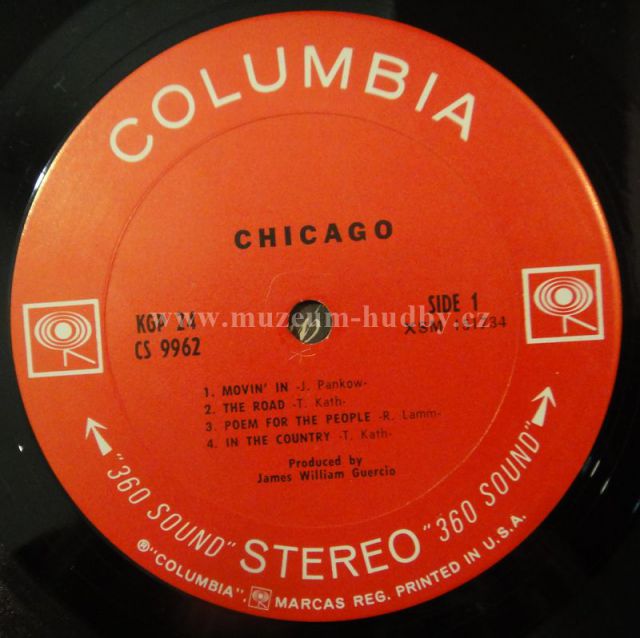 COLUMBIA
CHICAGO
KGP 24
CS 9962
SIDE 1
XSM 151234
www.muzeum-hudby.cz
1. MOVIN' IN -J. Pankow-
2. THE ROAD -T. Kath-
3. POEM FOR THE PEOPLE -R. Lamm-
4. IN THE COUNTRY -T. Kath-
Produced by
James William Guercio
"360 SOUND" STEREO "360 SOUND"
® "COLUMBIA", MARCAS REG. PRINTED IN U.S.A.